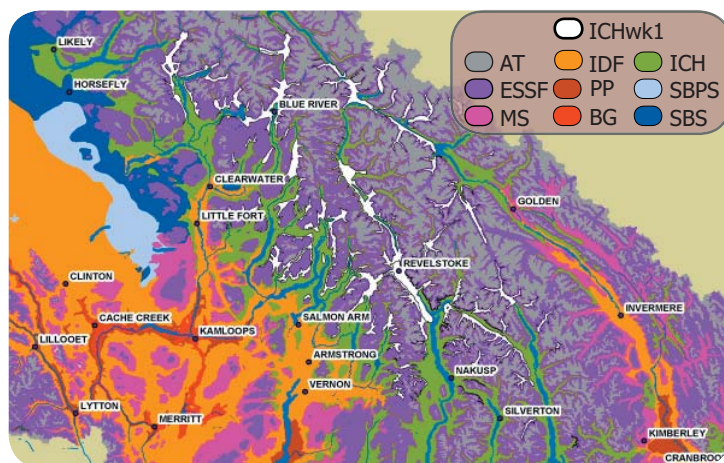 LIKELY
HORSEFLY
BLUE RIVER
CLEARWATER
LITTLE FORT
CLINTON
CACHE CREEK
KAMLOOPS
LILLOOET
LYTTON
MERRITT
SALMON ARM
ARMSTRONG
VERNON
REVELSTOKE
NAKUSP
SILVERTON
GOLDEN
INVERMERE
KIMBERLEY
CRANBROO
ICHwk1
AT
IDF
ICH
ESSF
PP
SBPS
MS
BG
SBS